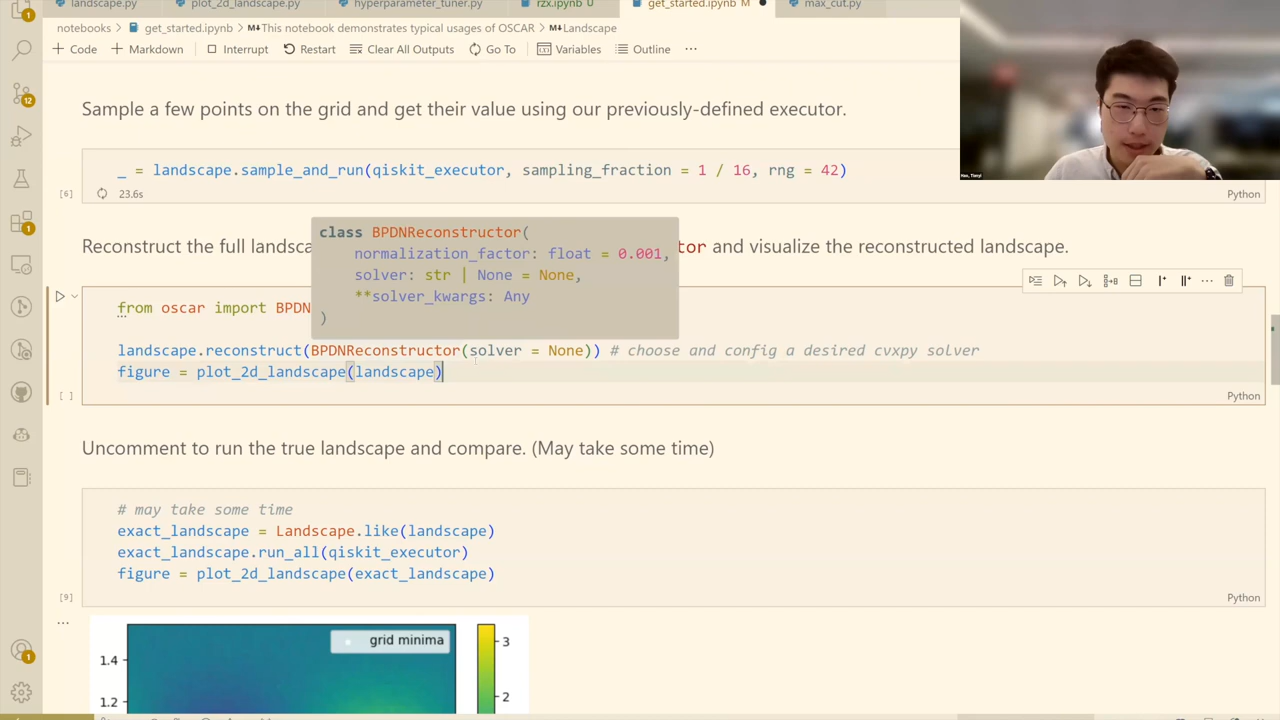 landscape.py
plot_2d_landscape.py
hyperparameter_tuner.py
rzx.ipynb U
get_started.ipynb M
max_cut.py
notebooks > get_started.ipynb > M↓This notebook demonstrates typical usages of OSCAR > M↓Landscape
+ Code + Markdown Interrupt Restart Clear All Outputs Go To Variables Outline ...
Sample a few points on the grid and get their value using our previously-defined executor.
_ = landscape.sample_and_run(qiskit_executor, sampling_fraction = 1 / 16, rng = 42)
[6] 23.6s Python
Reconstruct the full landsca
tor and visualize the reconstructed landscape.
class BPDNReconstructor(
normalization_factor: float = 0.001,
solver: str | None = None,
**solver_kwargs: Any
)
from oscar import BPDN
landscape.reconstruct(BPDNReconstructor(solver = None)) # choose and config a desired cvxpy solver
figure = plot_2d_landscape(landscape)
[ ] Python
Uncomment to run the true landscape and compare. (May take some time)
# may take some time
exact_landscape = Landscape.like(landscape)
exact_landscape.run_all(qiskit_executor)
figure = plot_2d_landscape(exact_landscape)
[9] Python
...
grid minima
1.4
1.2
3
2
12
1
1
1
1